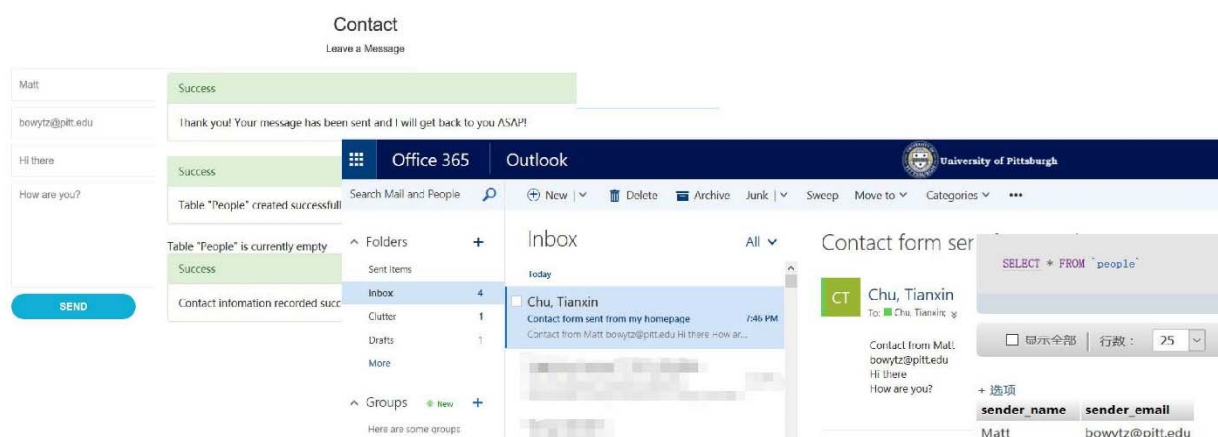 Contact
Leave a Message
Matt
bowytz@pitt.edu
Hi there
How are you?
SEND
Success
Thank you! Your message has been sent and I will get back to you ASAP!
Success
Table "People" created successfull
Table "People" is currently empty
Success
Contact infomation recorded succ
Office 365
Outlook
University of Pittsburgh
Search Mail and People
New
Delete
Archive
Junk
Sweep
Move to
Categories
Folders
Sent Items
Inbox 4
Clutter 1
Drafts 1
More
Groups New
Here are some groups
Inbox
All
Today
Chu, Tianxin
Contact form sent from my homepage 7:46 PM
Contact from Matt bowytz@pitt.edu Hi there How ar...
Contact form ser
CT
Chu, Tianxin
To: Chu, Tianxin;
Contact from Matt
bowytz@pitt.edu
Hi there
How are you?
SELECT * FROM `people`
显示全部 | 行数： 25
+ 选项
sender_name sender_email
Matt bowytz@pitt.edu